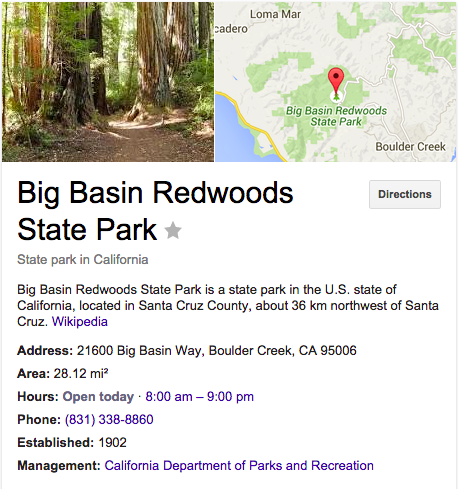 Loma Mar
cadero
Big Basin Redwoods
State Park
Boulder Creek
Big Basin Redwoods
State Park
Directions
State park in California
Big Basin Redwoods State Park is a state park in the U.S. state of
California, located in Santa Cruz County, about 36 km northwest of Santa
Cruz. Wikipedia
Address: 21600 Big Basin Way, Boulder Creek, CA 95006
Area: 28.12 mi²
Hours: Open today · 8:00 am – 9:00 pm
Phone: (831) 338-8860
Established: 1902
Management: California Department of Parks and Recreation